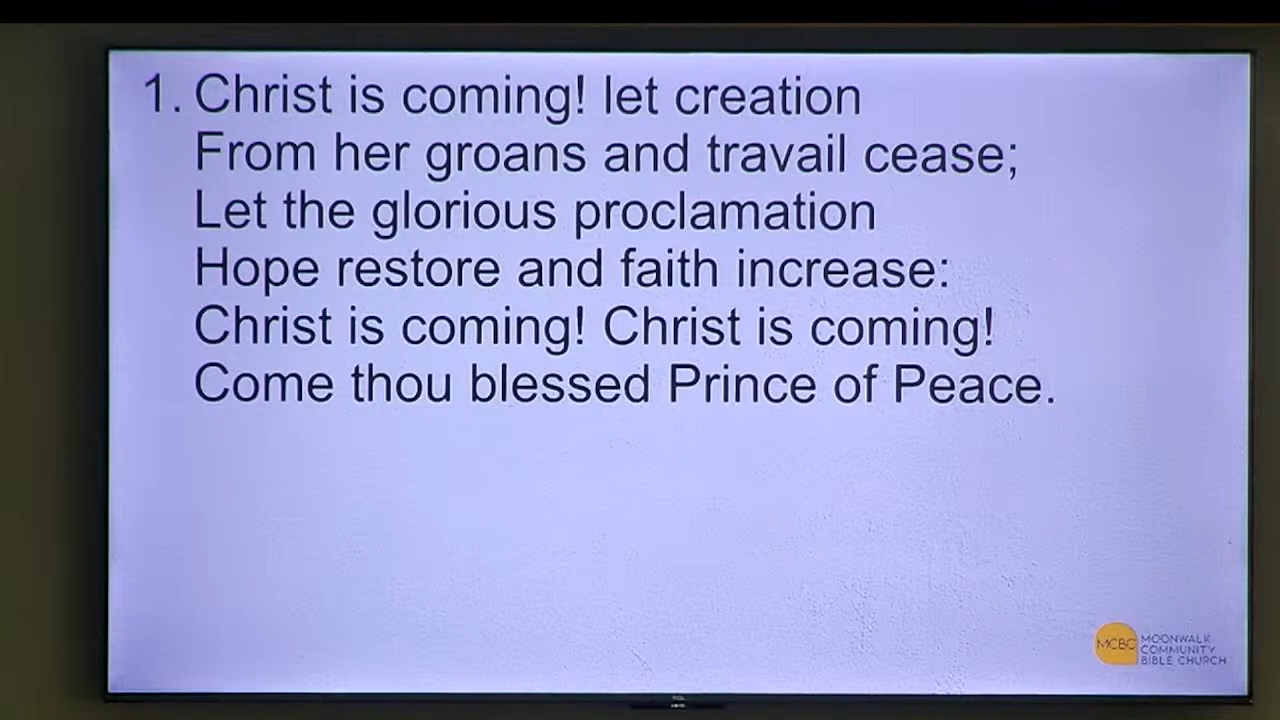 1. Christ is coming! let creation
From her groans and travail cease;
Let the glorious proclamation
Hope restore and faith increase:
Christ is coming! Christ is coming!
Come thou blessed Prince of Peace.
MCBC
MOONWALK
COMMUNITY
BIBLE CHURCH